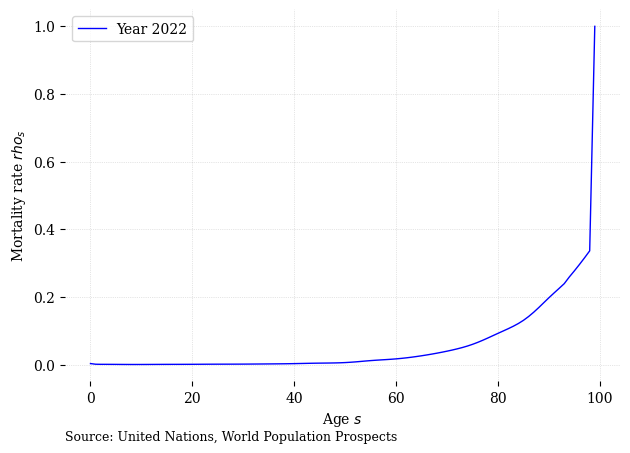 Year 2022
1.0
0.8
0.6
0.4
0.2
0.0
Mortality rate rho_s
0 20 40 60 80 100
Age s
Source: United Nations, World Population Prospects